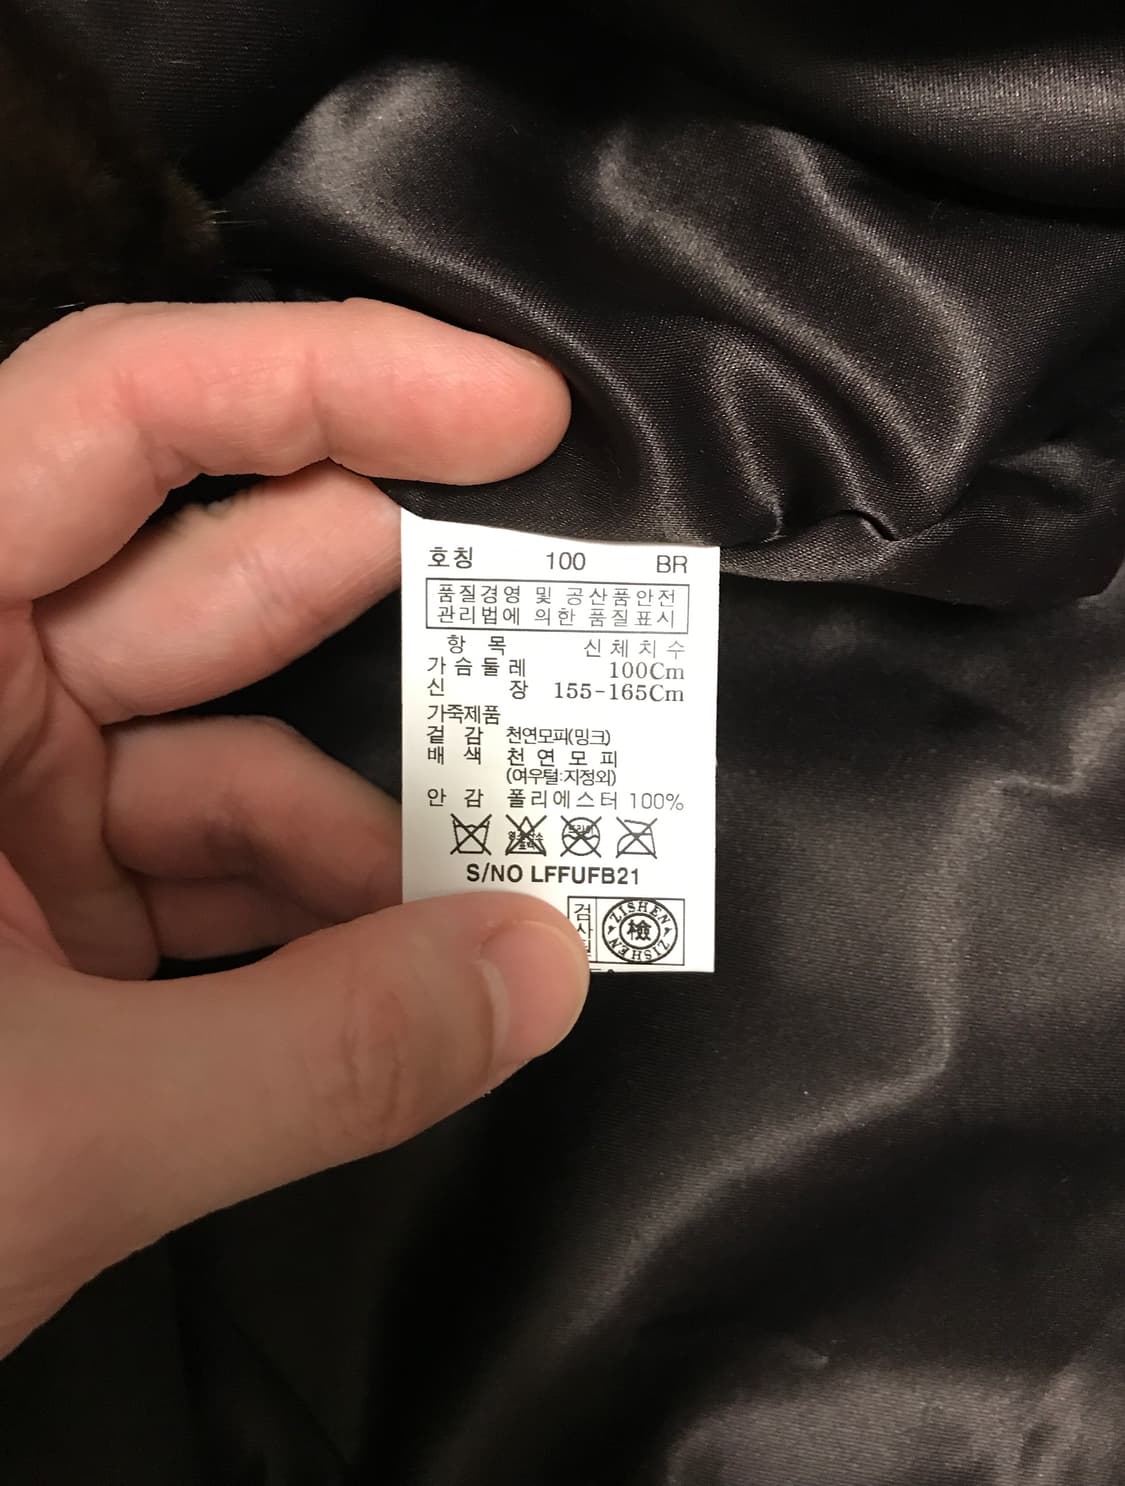 호칭 100 BR
품질경영 및 공산품안전
관리법에 의한 품질표시
항 목 신체치수
가슴둘레 100Cm
신 장 155-165Cm
가죽제품
겉 감 천연모피(밍크)
배 색 천연모피
(여우털:지정외)
안 감 폴리에스터 100%
S/NO LFFUFB21
검
사
ZISHEN
檢
ZISHEN